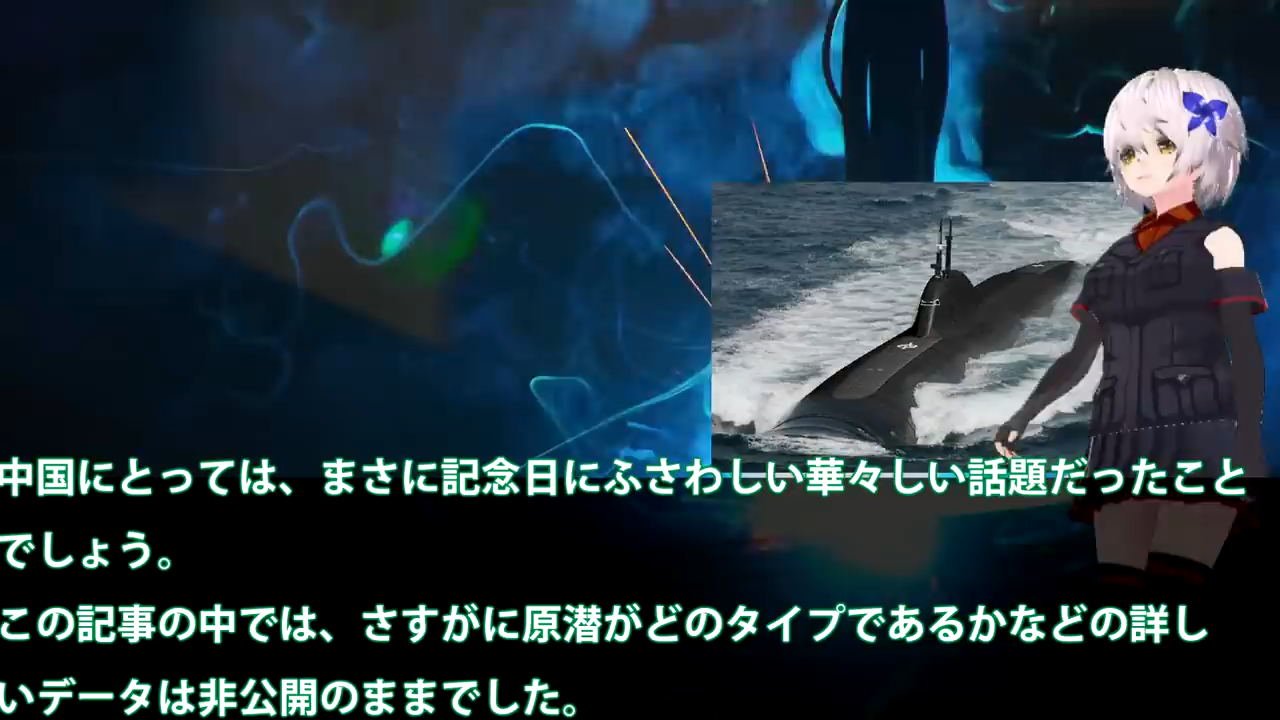 中国にとっては、まさに記念日にふさわしい華々しい話題だったこと
でしょう。
この記事の中では、さすがに原潜がどのタイプであるかなどの詳し
いデータは非公開のままでした。